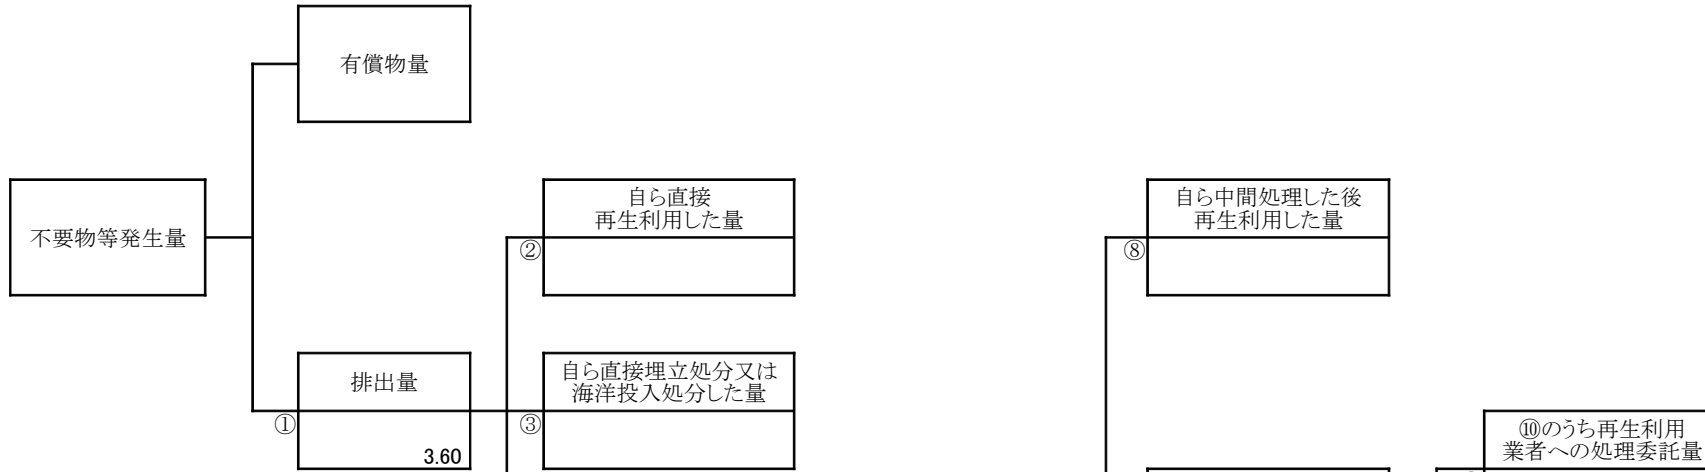 有償物量
不要物等発生量
自ら直接
再生利用した量
②
自ら中間処理した後
再生利用した量
⑧
排出量
①
3.60
自ら直接埋立処分又は
海洋投入処分した量
③
⑩のうち再生利用
業者への処理委託量